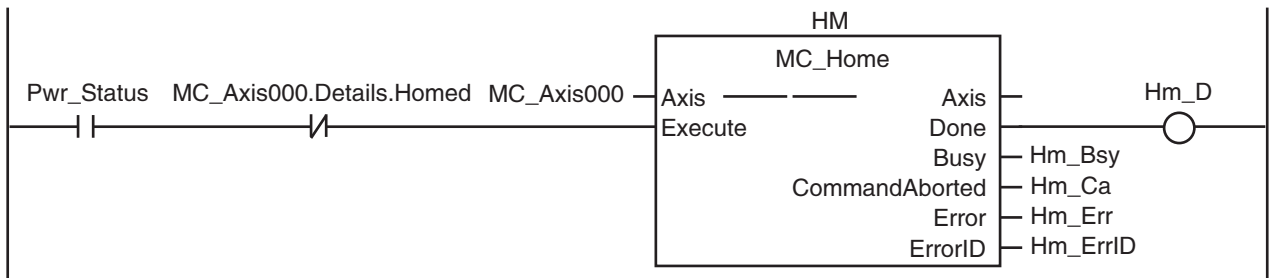 HM
MC_Home
Pwr_Status MC_Axis000.Details.Homed MC_Axis000 Axis Axis Hm_D
Execute Done
Busy Hm_Bsy
CommandAborted Hm_Ca
Error Hm_Err
ErrorID Hm_ErrID